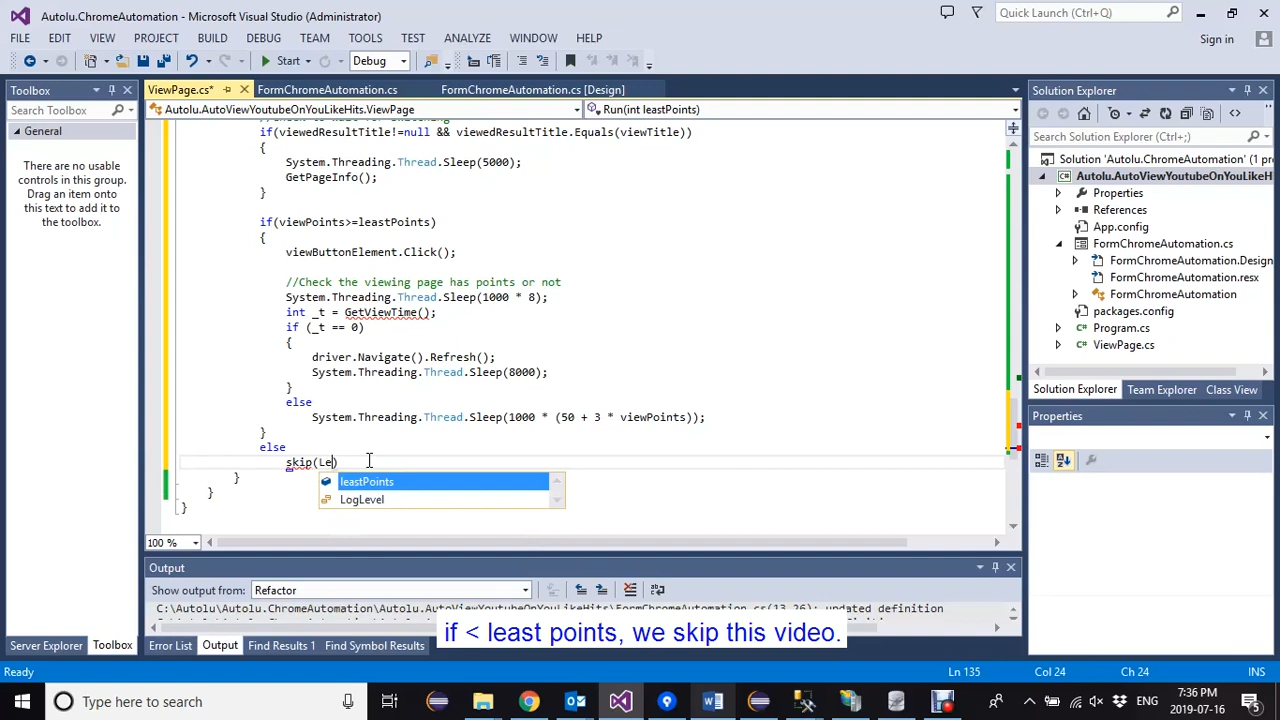 Autolu.ChromeAutomation - Microsoft Visual Studio (Administrator)
Quick Launch (Ctrl+Q)
FILE EDIT VIEW PROJECT BUILD DEBUG TEAM TOOLS TEST ANALYZE WINDOW HELP
Sign in
Start Debug
Toolbox
Search Toolbox
General
There are no usable
controls in this group.
Drag an item onto
this text to add it to
the toolbox.
ViewPage.cs* FormChromeAutomation.cs FormChromeAutomation.cs [Design]
Autolu.AutoViewYoutubeOnYouLikeHits.ViewPage Run(int leastPoints)
if(viewedResultTitle!=null && viewedResultTitle.Equals(viewTitle))
{
System.Threading.Thread.Sleep(5000);
GetPageInfo();
}
if(viewPoints>=leastPoints)
{
viewButtonElement.Click();
//Check the viewing page has points or not
System.Threading.Thread.Sleep(1000 * 8);
int _t = GetViewTime();
if (_t == 0)
{
driver.Navigate().Refresh();
System.Threading.Thread.Sleep(8000);
}
else
System.Threading.Thread.Sleep(1000 * (50 + 3 * viewPoints));
}
else
skip(Le)
leastPoints
LogLevel
}
}
}
100 %
Output
Show output from: Refactor
C:\Autolu\Autolu.ChromeAutomation\Autolu.AutoViewYoutubeOnYouLikeHits\FormChromeAutomation.cs(13,26): updated definition
if < least points, we skip this video.
Solution Explorer
Search Solution Explorer (Ctrl+;)
Solution 'Autolu.ChromeAutomation' (1 p
Autolu.AutoViewYoutubeOnYouLikeH
Properties
References
App.config
FormChromeAutomation.cs
FormChromeAutomation.Design
FormChromeAutomation.resx
FormChromeAutomation
packages.config
Program.cs
ViewPage.cs
Solution Explorer Team Explorer Class View
Properties
Server Explorer Toolbox Error List Output Find Results 1 Find Symbol Results
Ready Ln 135 Col 24 Ch 24 INS
Type here to search
ENG
7:36 PM
2019-07-16